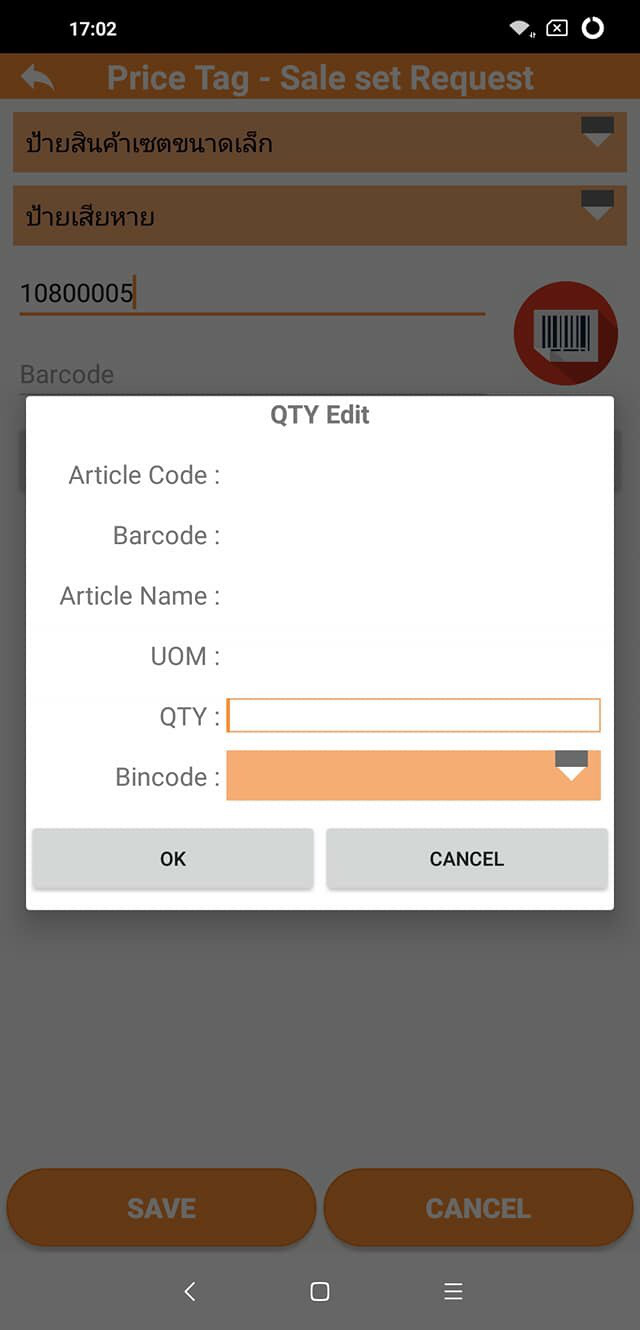 17:02
Price Tag - Sale set Request
ป้ายสินค้าเซตขนาดเล็ก
ป้ายเสียหาย
10800005
Barcode
QTY Edit
Article Code :
Barcode :
Article Name :
UOM :
QTY :
Bincode :
OK
CANCEL
SAVE
CANCEL